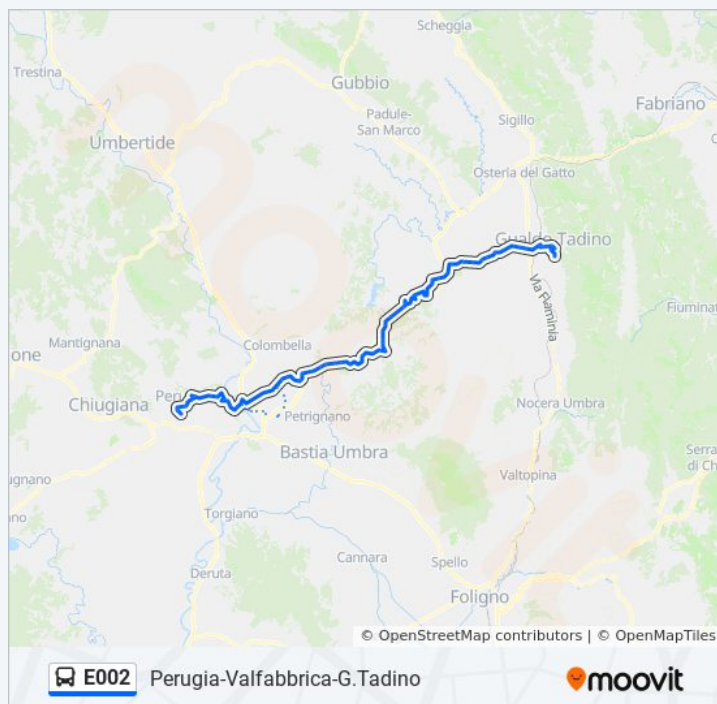 Scheggia
Trestina
Gubbio
Fabriano
Padule-
San Marco
Sigillo
Umbertide
Osteria del Gatto
Gualdo Tadino
Via Flaminia
Fiuminat
Colombella
Mantignana
one
Chiugiana
Petrignano
Nocera Umbra
Bastia Umbra
Serra
di Ch
ugnano
Valtopina
ano
Torgiano
Cannara
Spello
Deruta
Foligno
© OpenStreetMap contributors | © OpenMapTiles
E002 Perugia-Valfabbrica-G.Tadino moovit